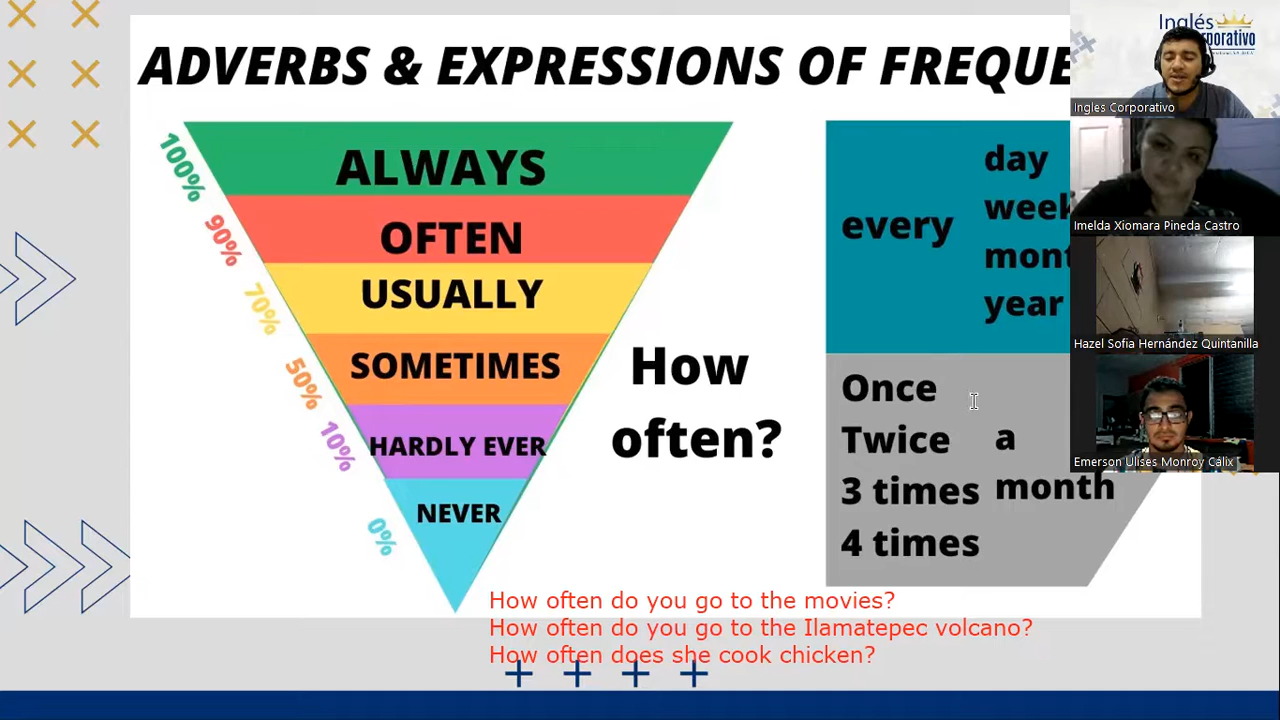 ADVERBS & EXPRESSIONS OF FREQUE
100%
ALWAYS
90%
OFTEN
70%
USUALLY
50%
SOMETIMES
10%
HARDLY EVER
0%
NEVER
How
often?
every
day
week
mont
year
Once
Twice
3 times
4 times
a
month
How often do you go to the movies?
How often do you go to the Ilamatepec volcano?
How often does she cook chicken?
Inglés
orporativo
Ingles Corporativo
Imelda Xiomara Pineda Castro
Hazel Sofia Hernández Quintanilla
Emerson Ulises Monroy Cálix